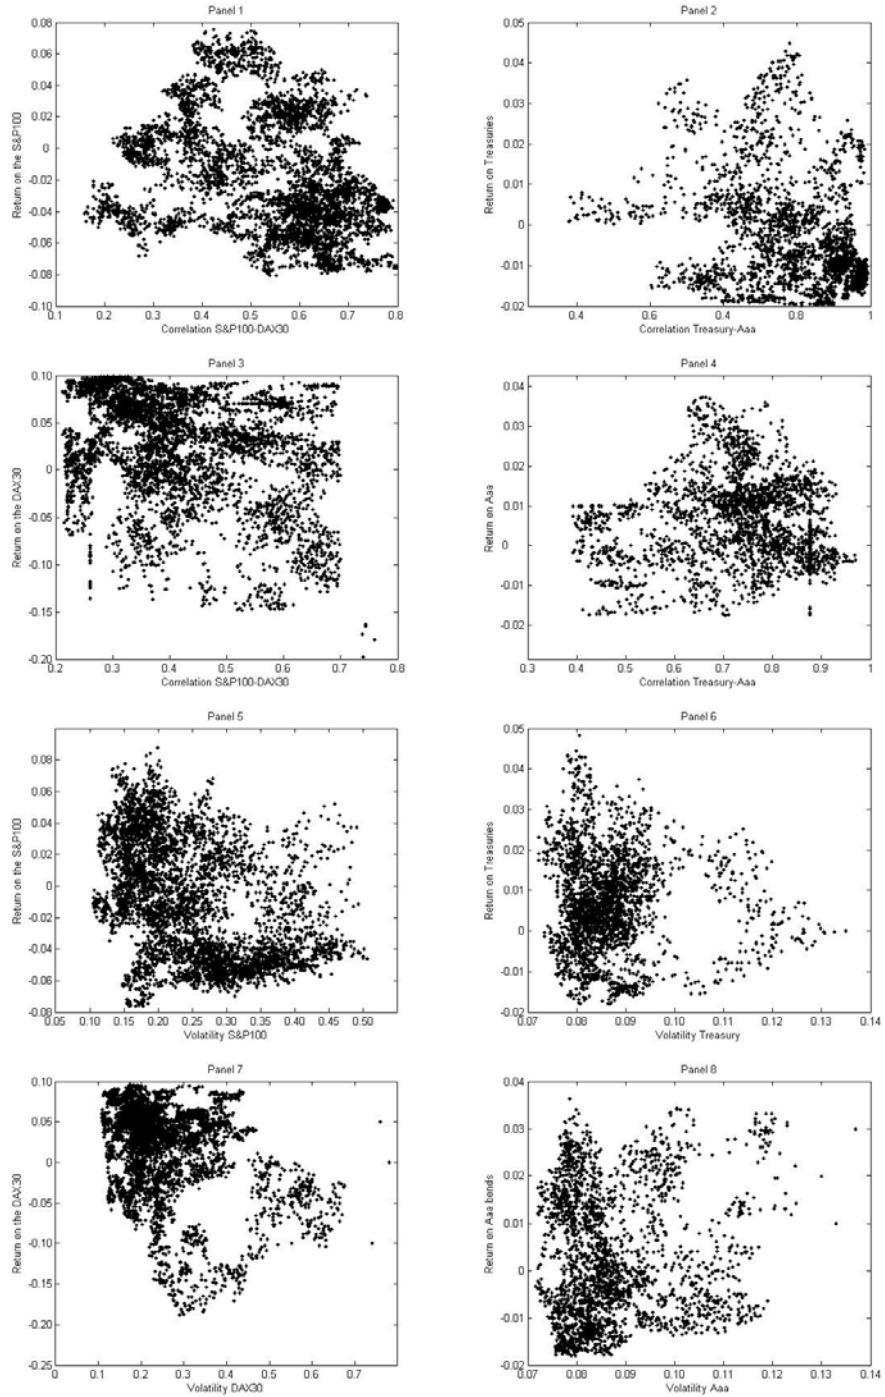 Panel 1
0.08
0.06
0.04
0.02
0
-0.02
-0.04
-0.06
-0.08
-0.10
Return on the S&P100
0.1 0.2 0.3 0.4 0.5 0.6 0.7 0.8
Correlation S&P100-DAX30
Panel 2
0.05
0.04
0.03
0.02
0.01
0
-0.01
-0.02
Return on Treasuries
0.4 0.6 0.4 0.8 1
Correlation Treasury-Aaa
Panel 3
0.10
0.05
0
-0.05
-0.10
-0.15
-0.20
Return on the DAX30
0.2 0.3 0.4 0.5 0.6 0.7 0.8
Correlation S&P100-DAX30
Panel 4
0.04
0.03
0.02
0.01
0
-0.01
-0.02
Return on Aaa
0.3 0.4 0.5 0.6 0.7 0.8 0.9 1
Correlation Treasury-Aaa
Panel 5
0.08
0.06
0.04
0.02
0
-0.02
-0.04
-0.06
-0.08
Return on the S&P100
0.05 0.10 0.15 0.20 0.25 0.30 0.35 0.40 0.45 0.50
Volatility S&P100
Panel 6
0.05
0.04
0.03
0.02
0.01
0
-0.01
-0.02
Return on Treasuries
0.07 0.08 0.09 0.10 0.11 0.12 0.13 0.14
Volatility Treasury
Panel 7
0.10
0.05
0
-0.05
-0.10
-0.15
-0.20
-0.25
Return on the DAX30
0 0.1 0.2 0.3 0.4 0.5 0.6 0.7 0.8
Volatility DAX30
Panel 8
0.04
0.03
0.02
0.01
0
-0.01
-0.02
Return on Aaa bonds
0.07 0.08 0.09 0.10 0.11 0.12 0.13 0.14
Volatility Aaa